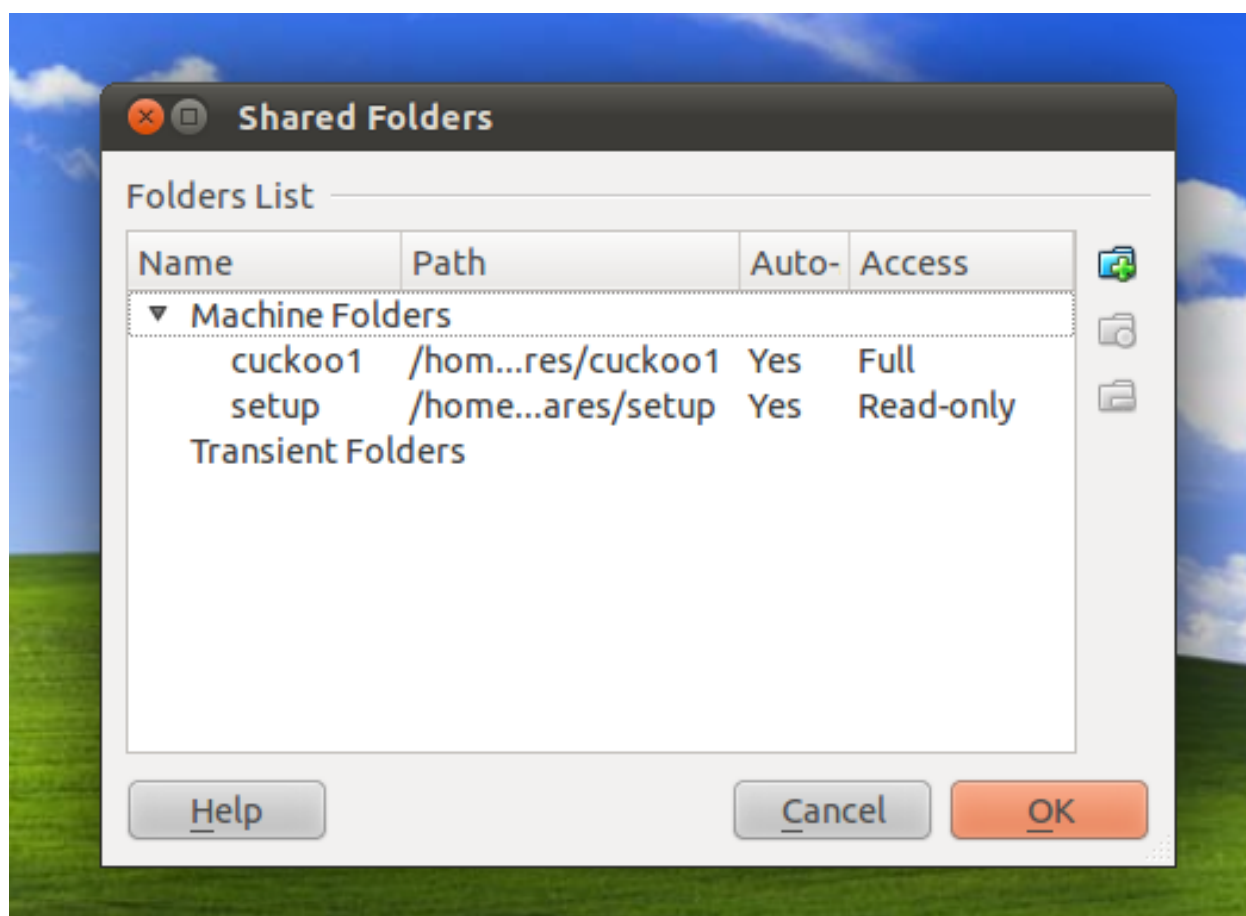 Shared Folders
Folders List
Name Path Auto- Access
Machine Folders
cuckoo1 /hom...res/cuckoo1 Yes Full
setup /home...ares/setup Yes Read-only
Transient Folders
Help Cancel OK